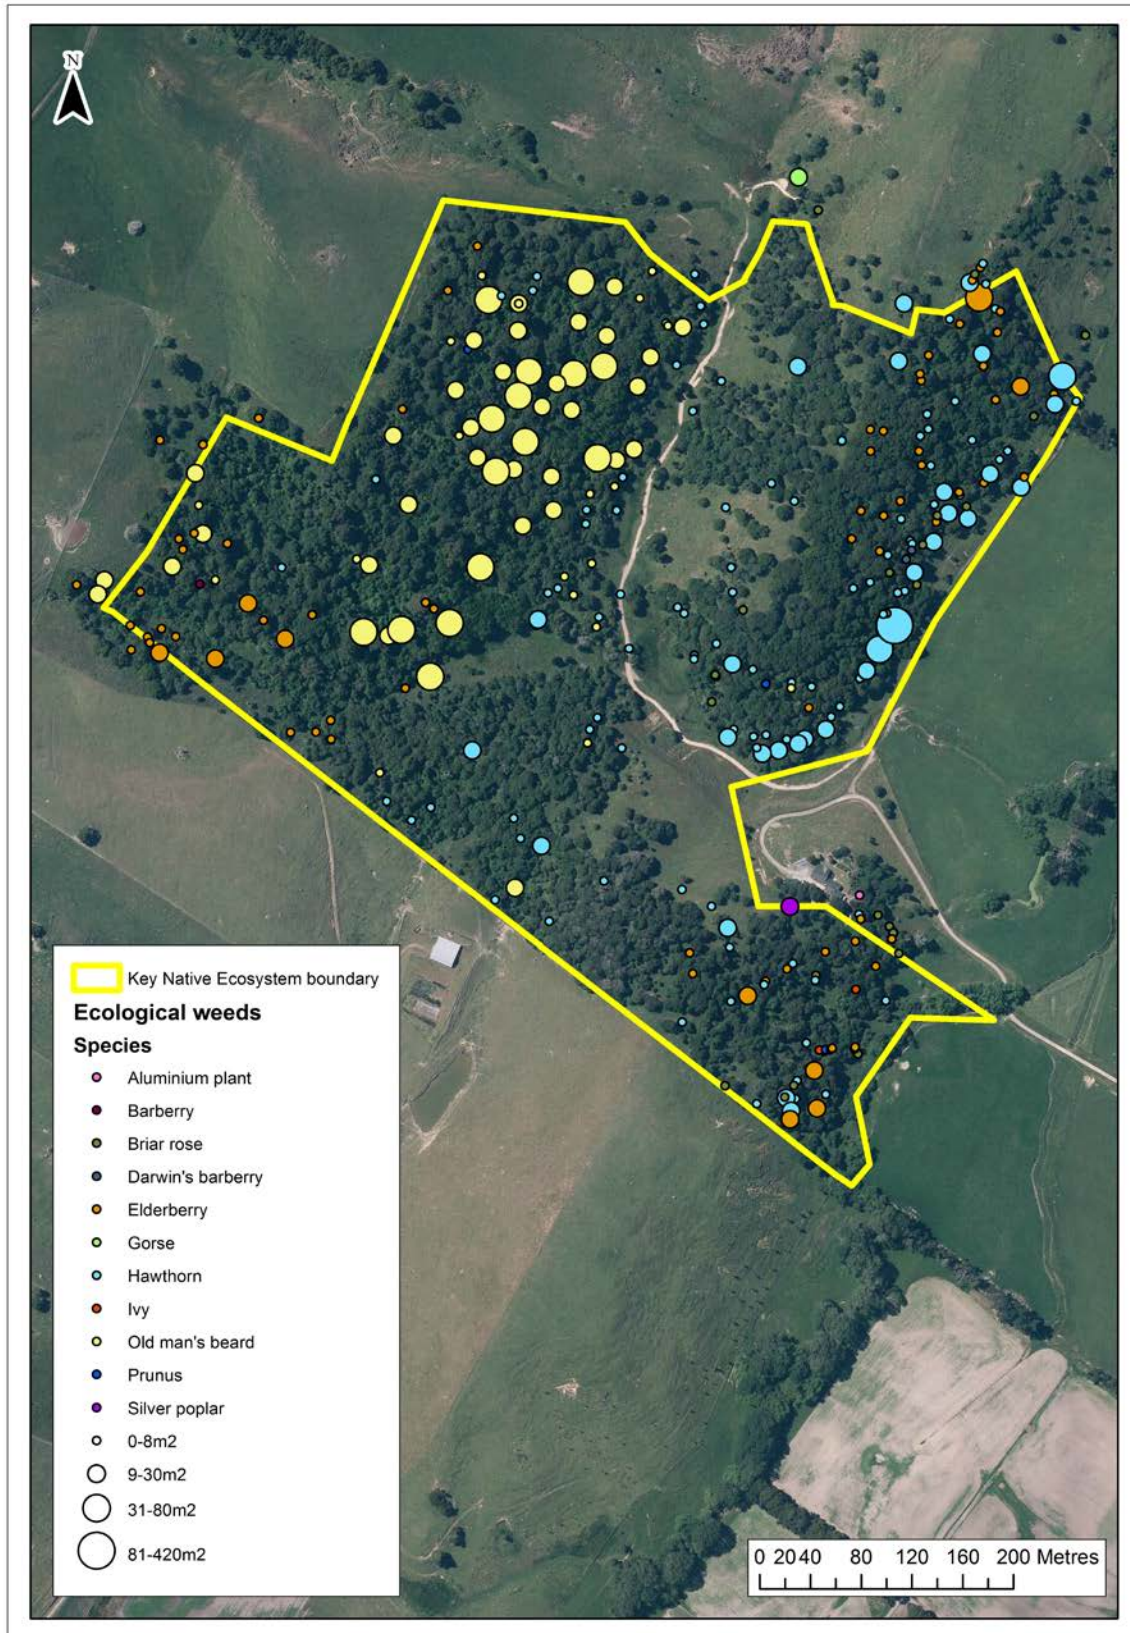 N
Key Native Ecosystem boundary
Ecological weeds
Species
Aluminium plant
Barberry
Briar rose
Darwin's barberry
Elderberry
Gorse
Hawthorn
Ivy
Old man's beard
Prunus
Silver poplar
0-8m2
9-30m2
31-80m2
81-420m2
0 20 40 80 120 160 200 Metres